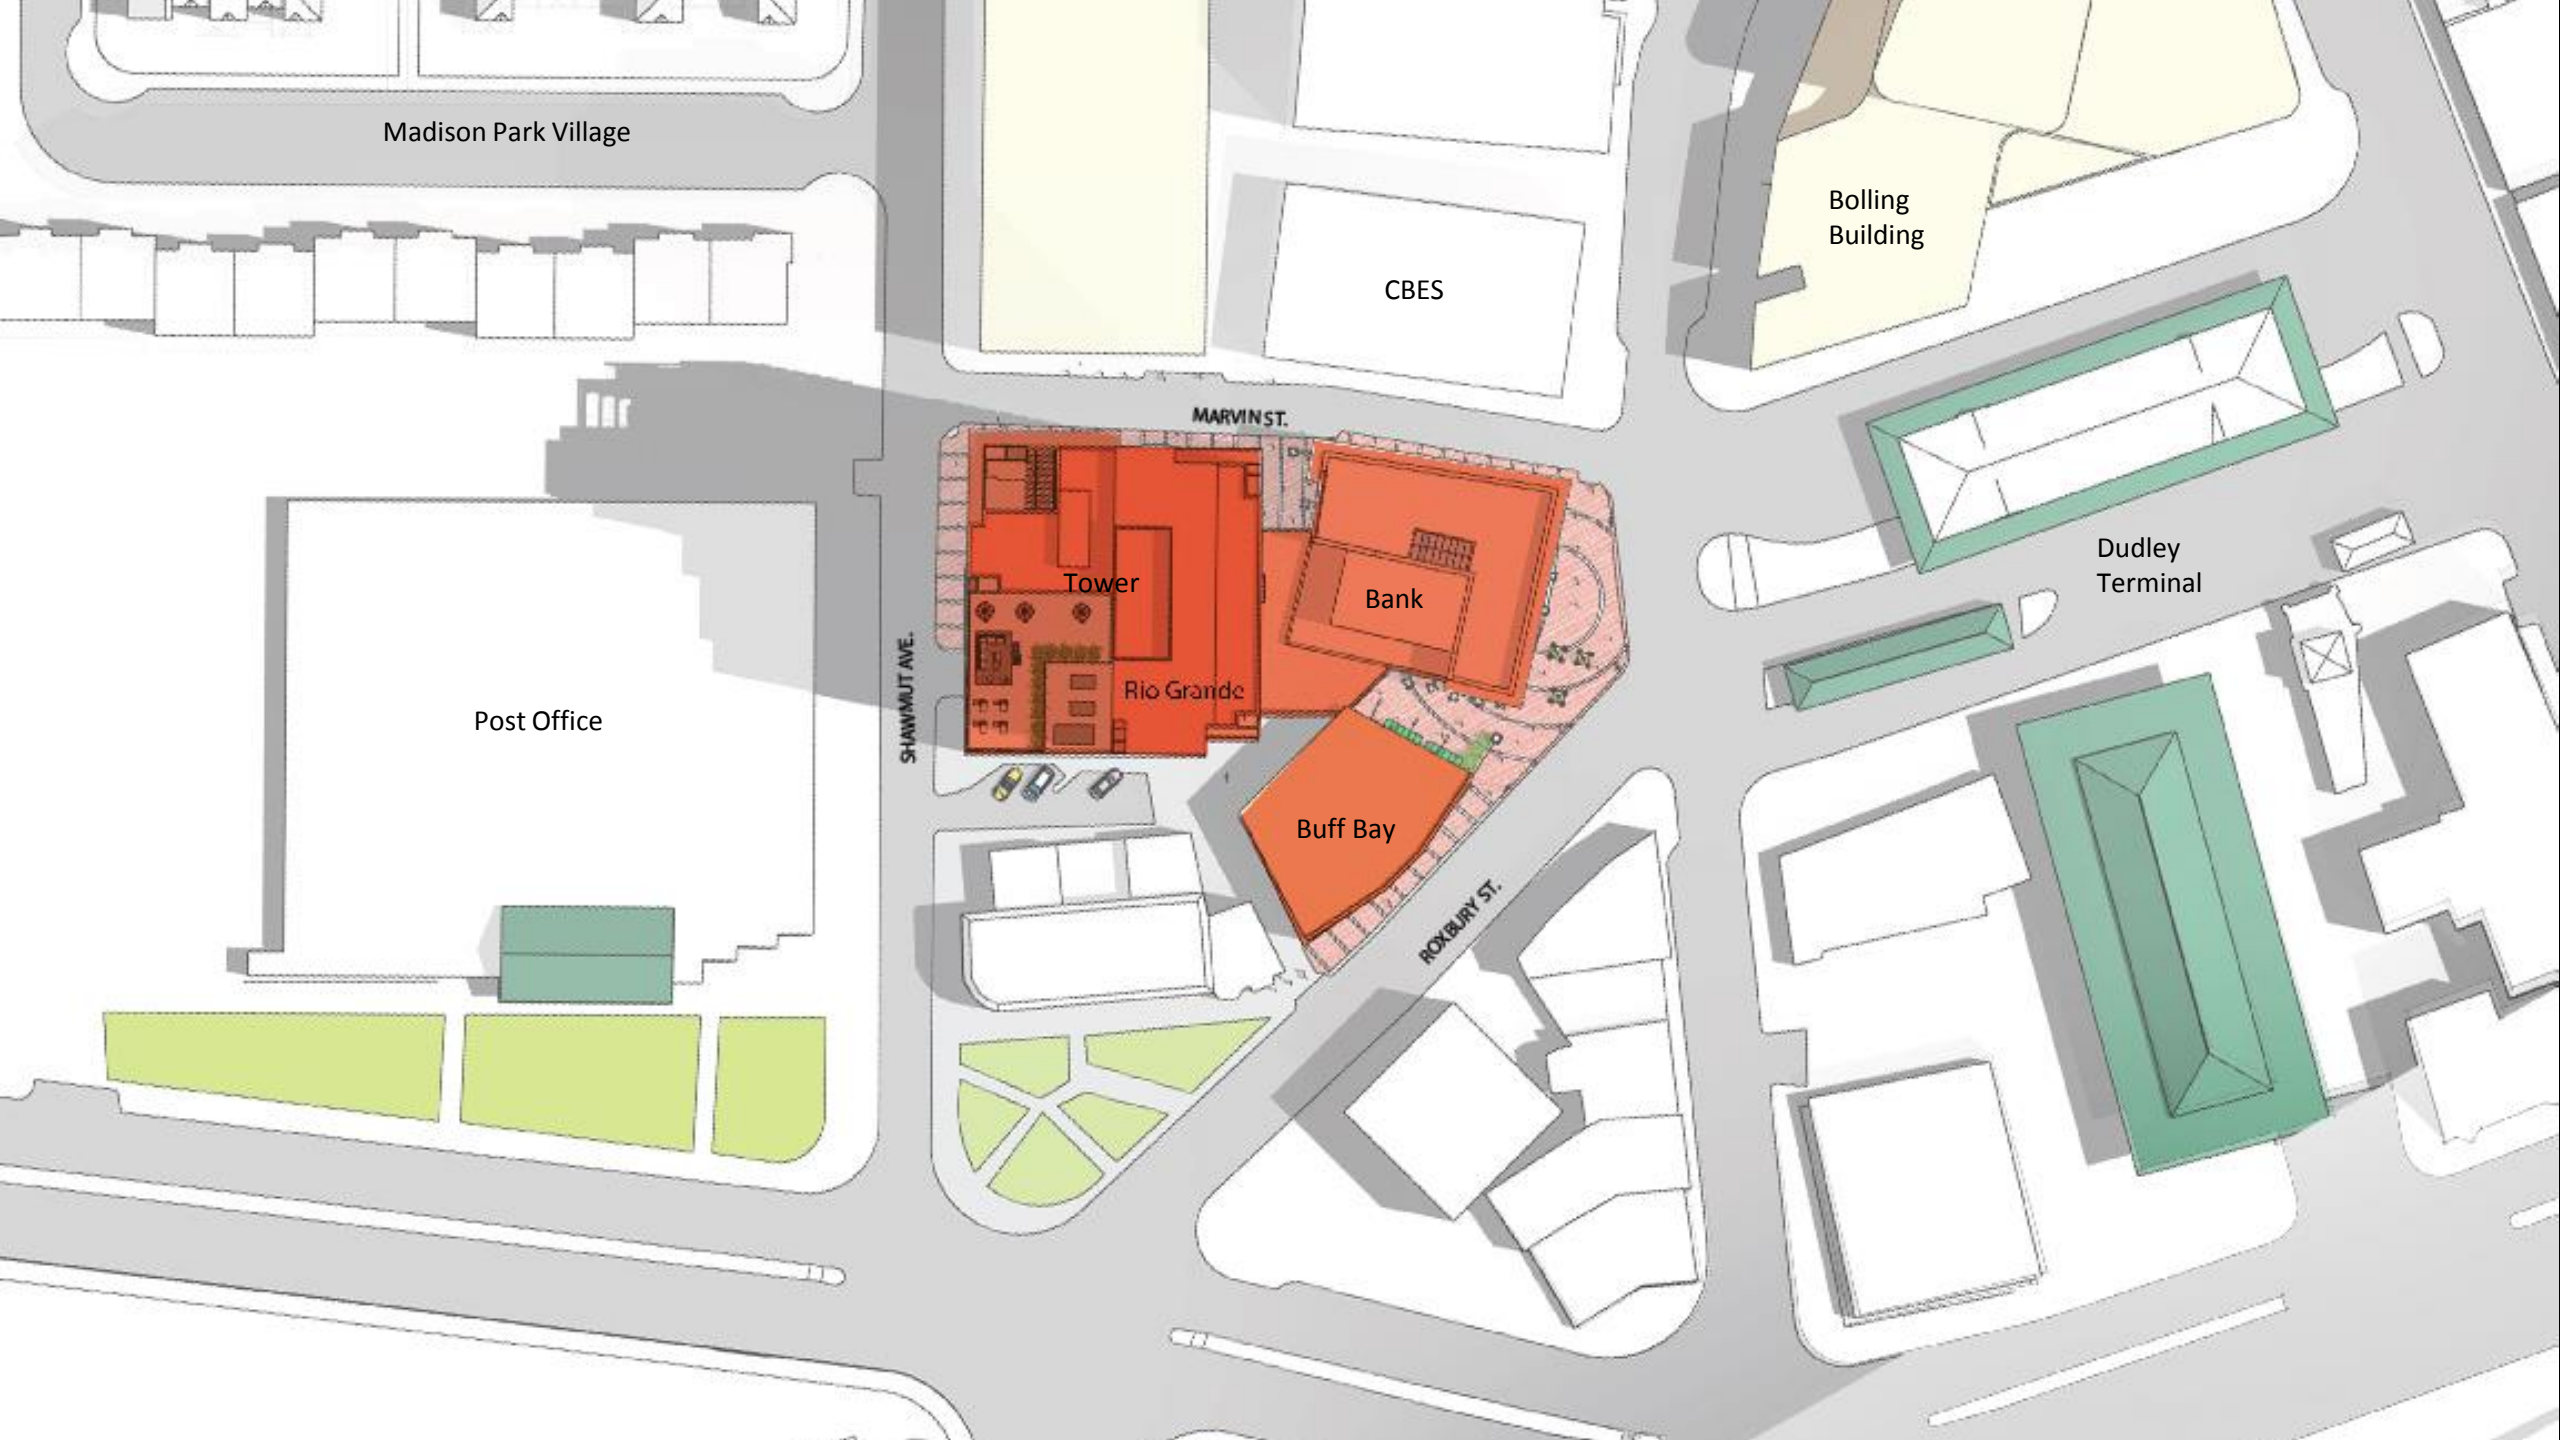 Madison Park Village
Bolling
Building
CBES
MARVIN ST.
Dudley
Terminal
Tower
Bank
Rio Grande
SHAWMUT AVE.
Post Office
Buff Bay
ROXBURY ST.